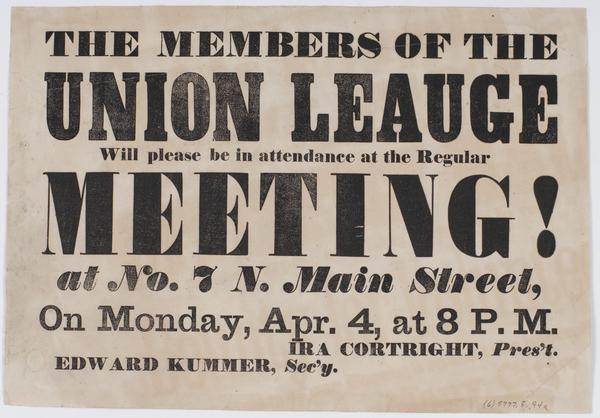 THE MEMBERS OF THE
UNION LEAUGE
Will please be in attendance at the Regular
MEETING!
at No. 7 N. Main Street,
On Monday, Apr. 4, at 8 P. M.
IRA CORTRIGHT, Pres't.
EDWARD KUMMER, Sec'y.